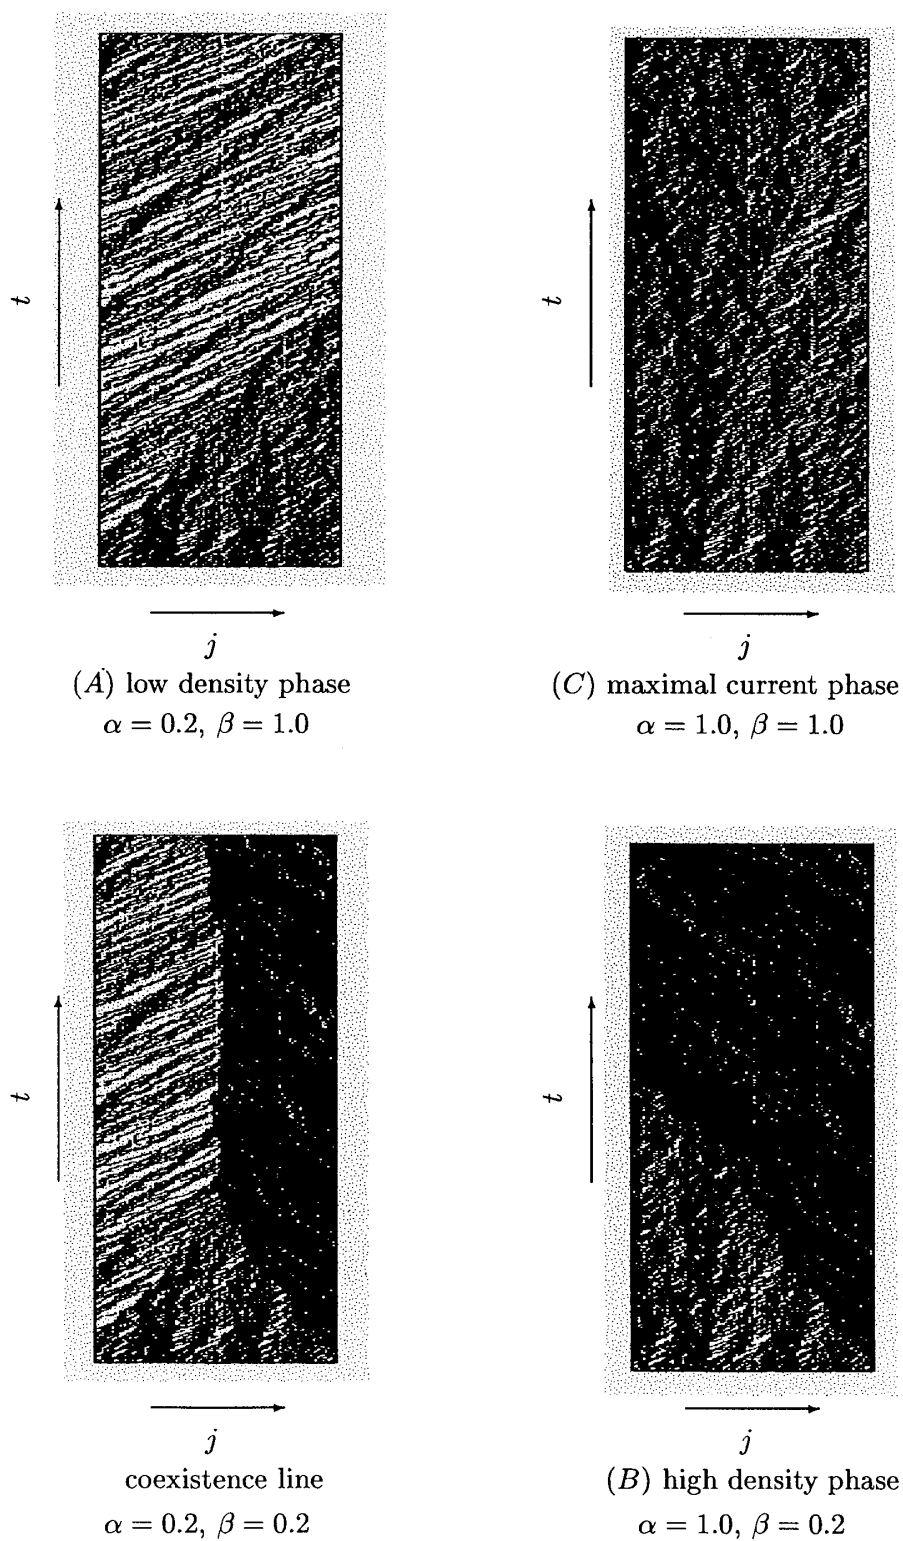 t
j
(A) low density phase
α = 0.2, β = 1.0
t
j
(C) maximal current phase
α = 1.0, β = 1.0
t
j
coexistence line
α = 0.2, β = 0.2
t
j
(B) high density phase
α = 1.0, β = 0.2